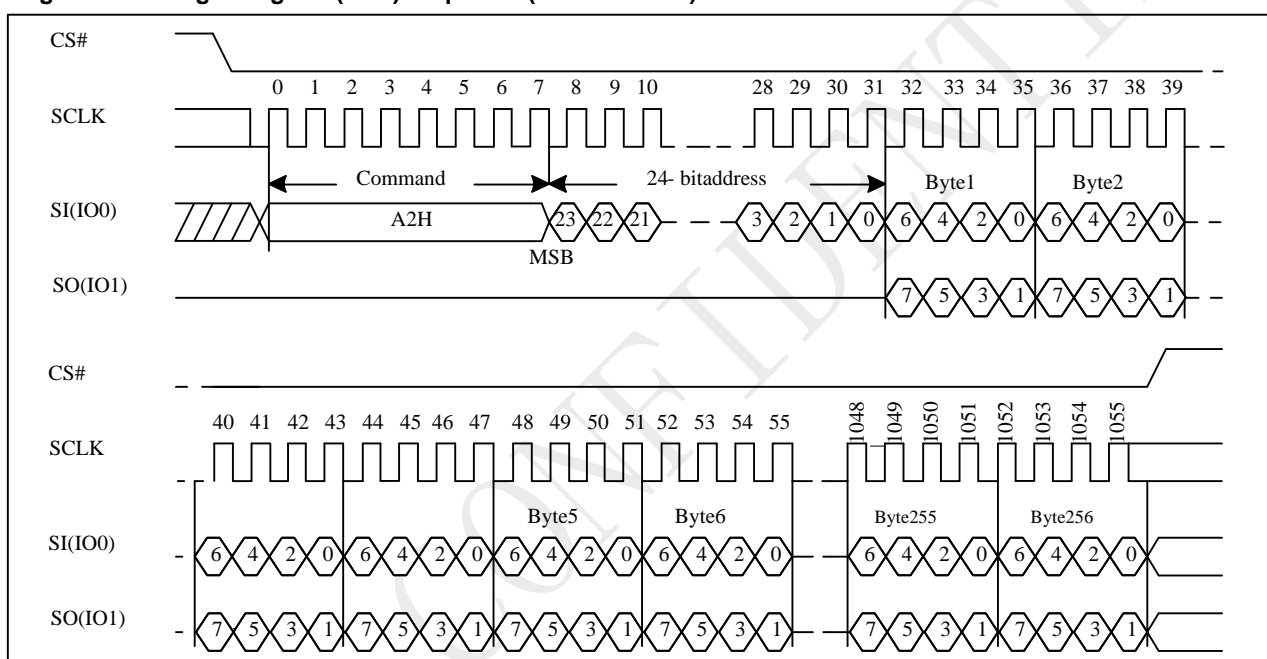 CS#
0 1 2 3 4 5 6 7 8 9 10 28 29 30 31 32 33 34 35 36 37 38 39
SCLK
Command 24- bitaddress Byte1 Byte2
SI(IO0) A2H 23 22 21 3 2 1 0 6 4 2 0 6 4 2 0
MSB
SO(IO1) 7 5 3 1 7 5 3 1
CS#
40 41 42 43 44 45 46 47 48 49 50 51 52 53 54 55 1048 1049 1050 1051 1052 1053 1054 1055
SCLK
Byte5 Byte6 Byte255 Byte256
SI(IO0) 6 4 2 0 6 4 2 0 6 4 2 0 6 4 2 0 6 4 2 0 6 4 2 0
SO(IO1) 7 5 3 1 7 5 3 1 7 5 3 1 7 5 3 1 7 5 3 1 7 5 3 1
CONFIDENTI